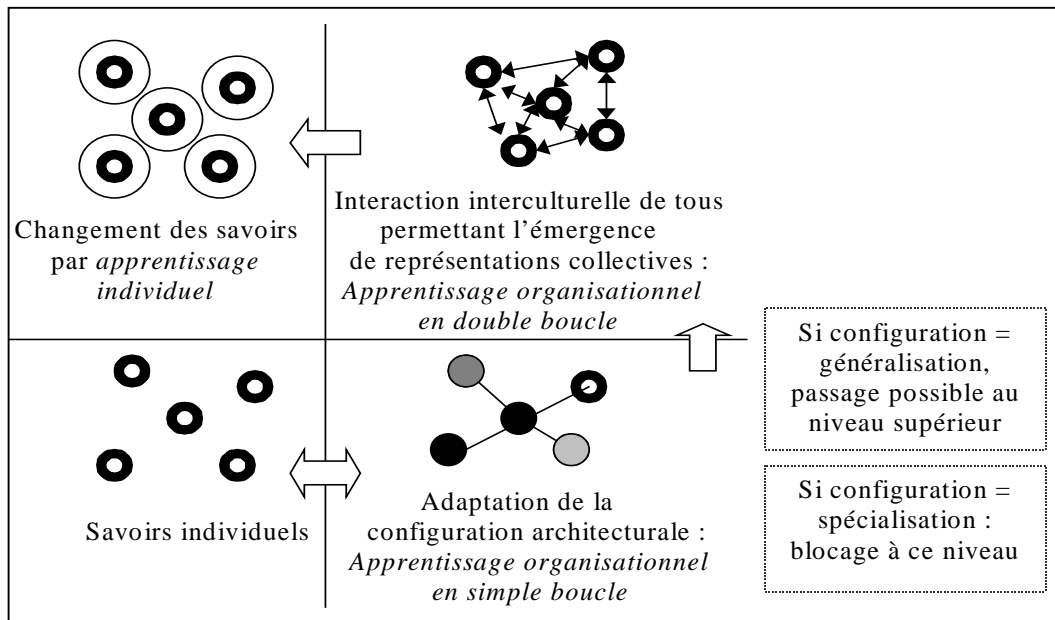 Changement des savoirs
par apprentissage
individuel
Interaction interculturelle de tous
permettant l’émergence
de représentations collectives :
Apprentissage organisationnel
en double boucle
Savoirs individuels
Adaptation de la
configuration architecturale :
Apprentissage organisationnel
en simple boucle
Si configuration =
généralisation,
passage possible au
niveau supérieur
Si configuration =
spécialisation :
blocage à ce niveau